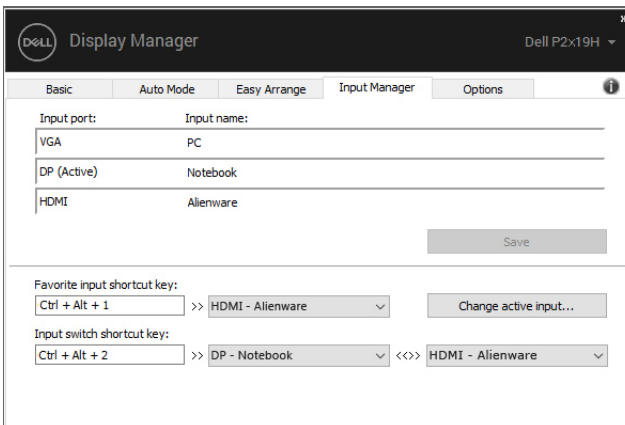 DELL Display Manager Dell P2x19H
Basic Auto Mode Easy Arrange Input Manager Options
Input port: Input name:
VGA PC
DP (Active) Notebook
HDMI Alienware
Save
Favorite input shortcut key:
Ctrl + Alt + 1 >> HDMI - Alienware Change active input...
Input switch shortcut key:
Ctrl + Alt + 2 >> DP - Notebook <<>> HDMI - Alienware